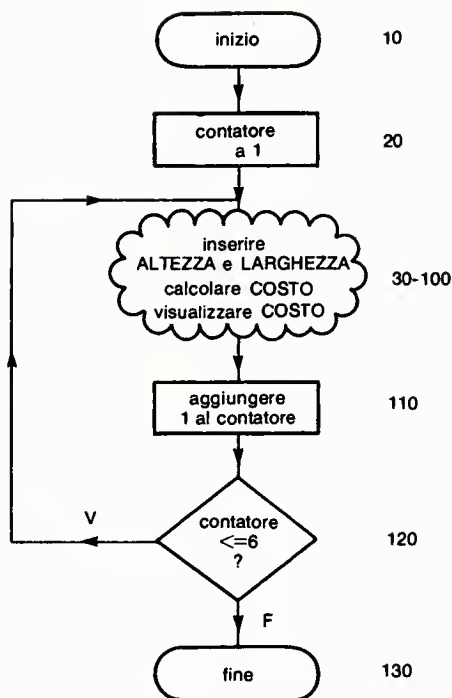 inizio 10
contatore
a 1
20
inserire
ALTEZZA e LARGHEZZA
calcolare COSTO
visualizzare COSTO
30-100
aggiungere
1 al contatore
110
contatore
<=6
?
120
V
F
fine 130